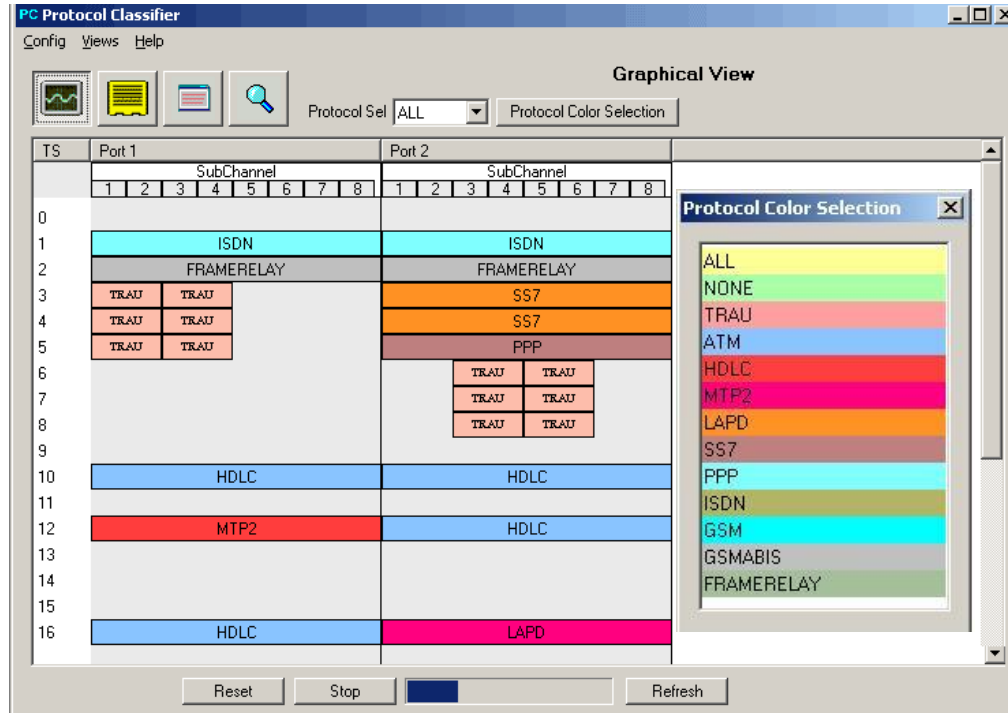 PC Protocol Classifier
Config Views Help
Graphical View
Protocol Sel ALL Protocol Color Selection
TS Port 1 Port 2
SubChannel SubChannel
1 2 3 4 5 6 7 8 1 2 3 4 5 6 7 8
0
1 ISDN ISDN
2 FRAMERELAY FRAMERELAY
3 TRAU TRAU SS7
4 TRAU TRAU SS7
5 TRAU TRAU PPP
6 TRAU TRAU
7 TRAU TRAU
8 TRAU TRAU
9
10 HDLC HDLC
11
12 MTP2 HDLC
13
14
15
16 HDLC LAPD
Protocol Color Selection
ALL
NONE
TRAU
ATM
HDLC
MTP2
LAPD
SS7
PPP
ISDN
GSM
GSMABIS
FRAMERELAY
Reset Stop Refresh